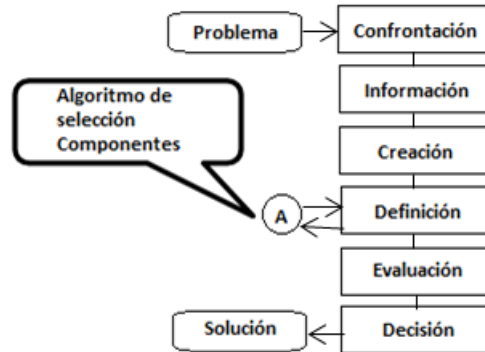 Problema
Confrontación
Algoritmo de
selección
Componentes
Información
Creación
A
Definición
Evaluación
Solución
Decisión